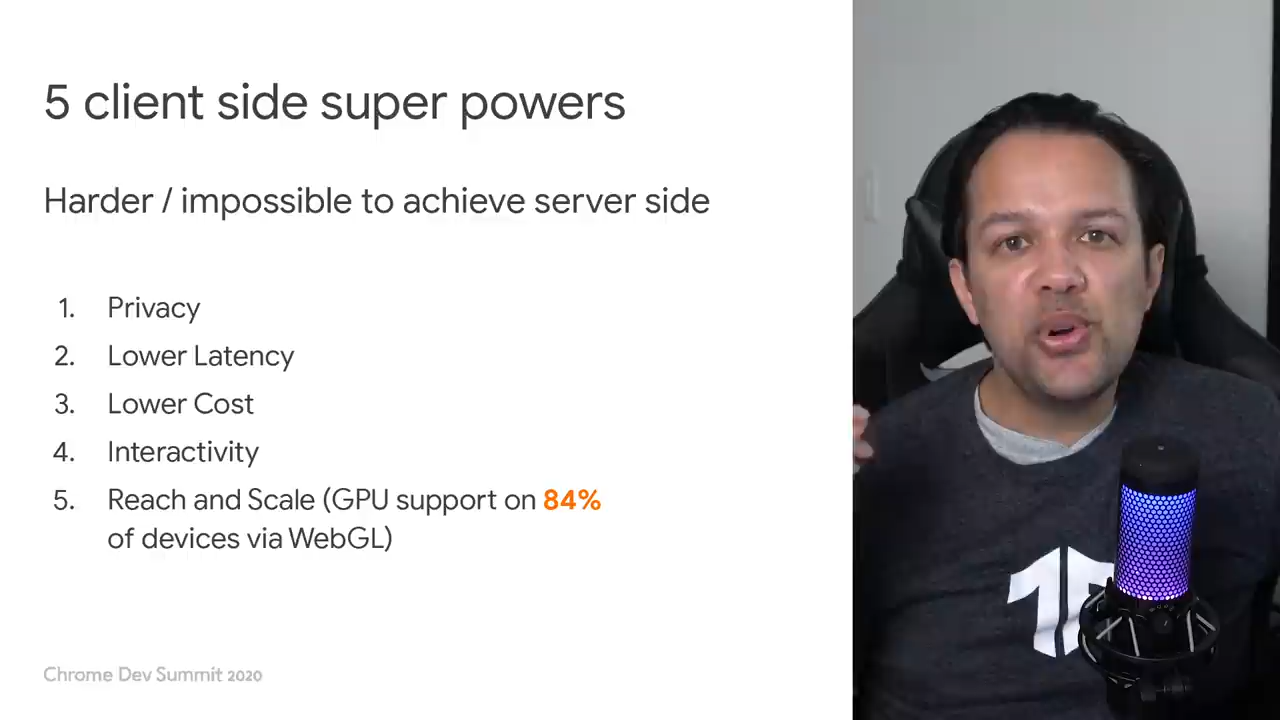 5 client side super powers
Harder / impossible to achieve server side
1. Privacy
2. Lower Latency
3. Lower Cost
4. Interactivity
5. Reach and Scale (GPU support on 84%
of devices via WebGL)
Chrome Dev Summit 2020